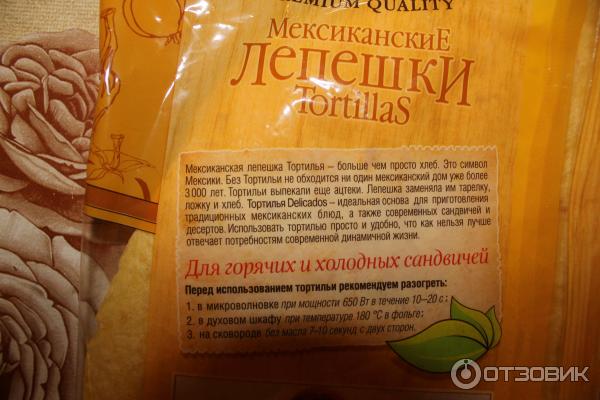 PREMIUM QUALITY
МЕКСИКАНСКИЕ
ЛЕПЕШКИ
TortillaS
Мексиканская лепешка Тортилья – больше чем просто хлеб. Это символ
Мексики. Без Тортильи не обходится ни один мексиканский дом уже более
3 000 лет. Тортильи выпекали еще ацтеки. Лепешка заменяла им тарелку,
ложку и хлеб. Тортилья Delicados – идеальная основа для приготовления
традиционных мексиканских блюд, а также современных сандвичей и
десертов. Использовать тортилью просто и удобно, что как нельзя лучше
отвечает потребностям современной динамичной жизни.
Для горячих и холодных сандвичей
Перед использованием тортильи рекомендуем разогреть:
1. в микроволновке при мощности 650 Вт в течение 10–20 с;
2. в духовом шкафу при температуре 180 °С в фольге;
3. на сковороде без масла 7–10 секунд с двух сторон.
ОТЗОВИК